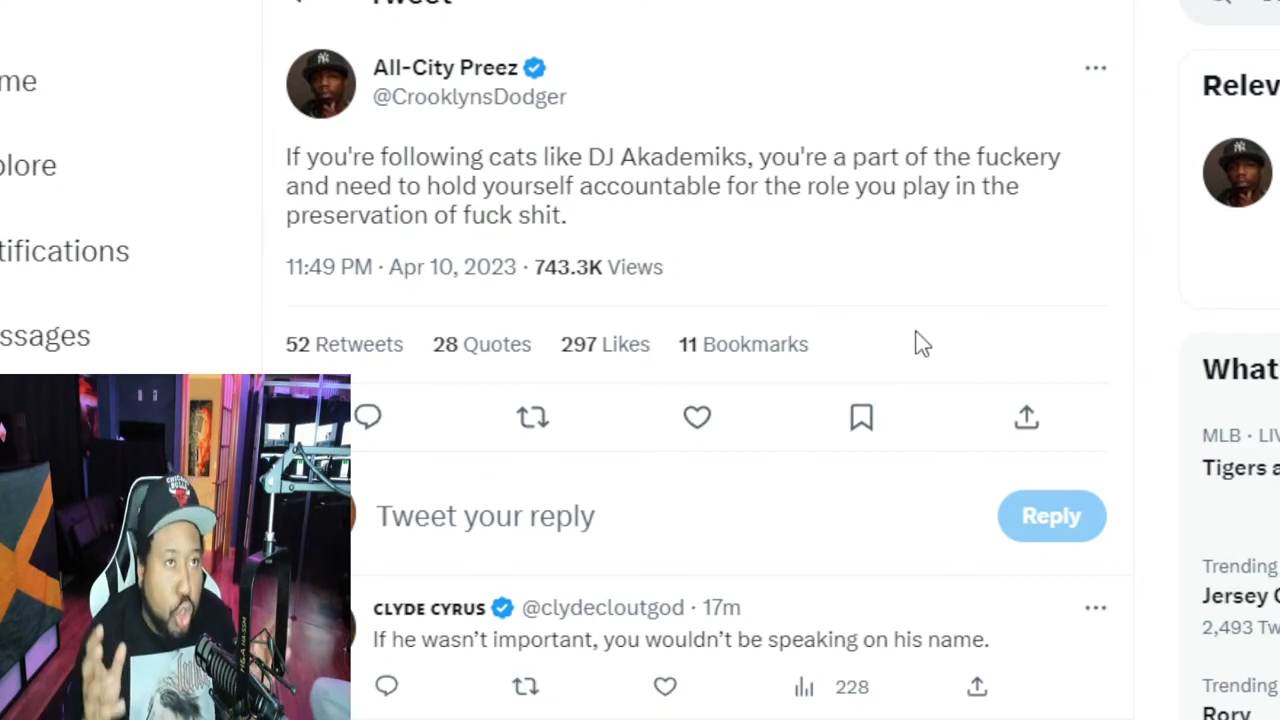 Tweet
All-City Preez
@CrooklynsDodger
If you're following cats like DJ Akademiks, you're a part of the fuckery
and need to hold yourself accountable for the role you play in the
preservation of fuck shit.
11:49 PM · Apr 10, 2023 · 743.3K Views
52 Retweets 28 Quotes 297 Likes 11 Bookmarks
Tweet your reply
Reply
CLYDE CYRUS @clydecloutgod · 17m
If he wasn’t important, you wouldn’t be speaking on his name.
228
me
plore
tifications
ssages
Relev
What
MLB · LIV
Tigers a
Trending
Jersey C
2,493 Tw
Trending
Rory
CHICAGO
BULLS